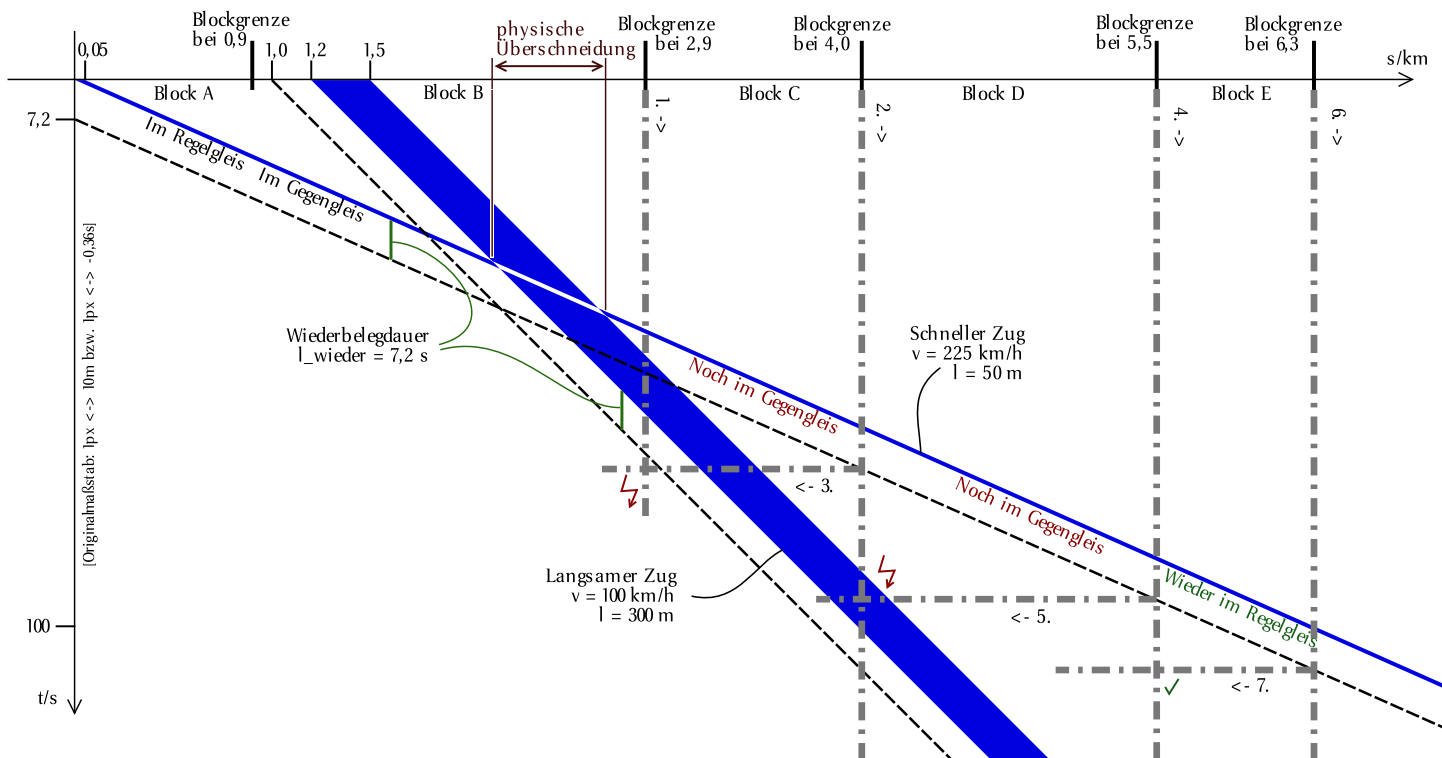 Blockgrenze
bei 0,9
physische
Überschneidung
Blockgrenze
bei 2,9
Blockgrenze
bei 4,0
Blockgrenze
bei 5,5
Blockgrenze
bei 6,3
0,05
1,0
1,2
1,5
s/km
Block A
Block B
Block C
Block D
Block E
1. ->
2. ->
4. ->
6. ->
7,2
Im Regelgleis
Im Gegengleis
[Originalmaßstab: 1px <-> 10m bzw. 1px <-> -0,36s]
Wiederbelegdauer
l_wieder = 7,2 s
Schneller Zug
v = 225 km/h
l = 50 m
Noch im Gegengleis
<- 3.
Noch im Gegengleis
Langsamer Zug
v = 100 km/h
l = 300 m
Wieder im Regelgleis
<- 5.
100
<- 7.
t/s